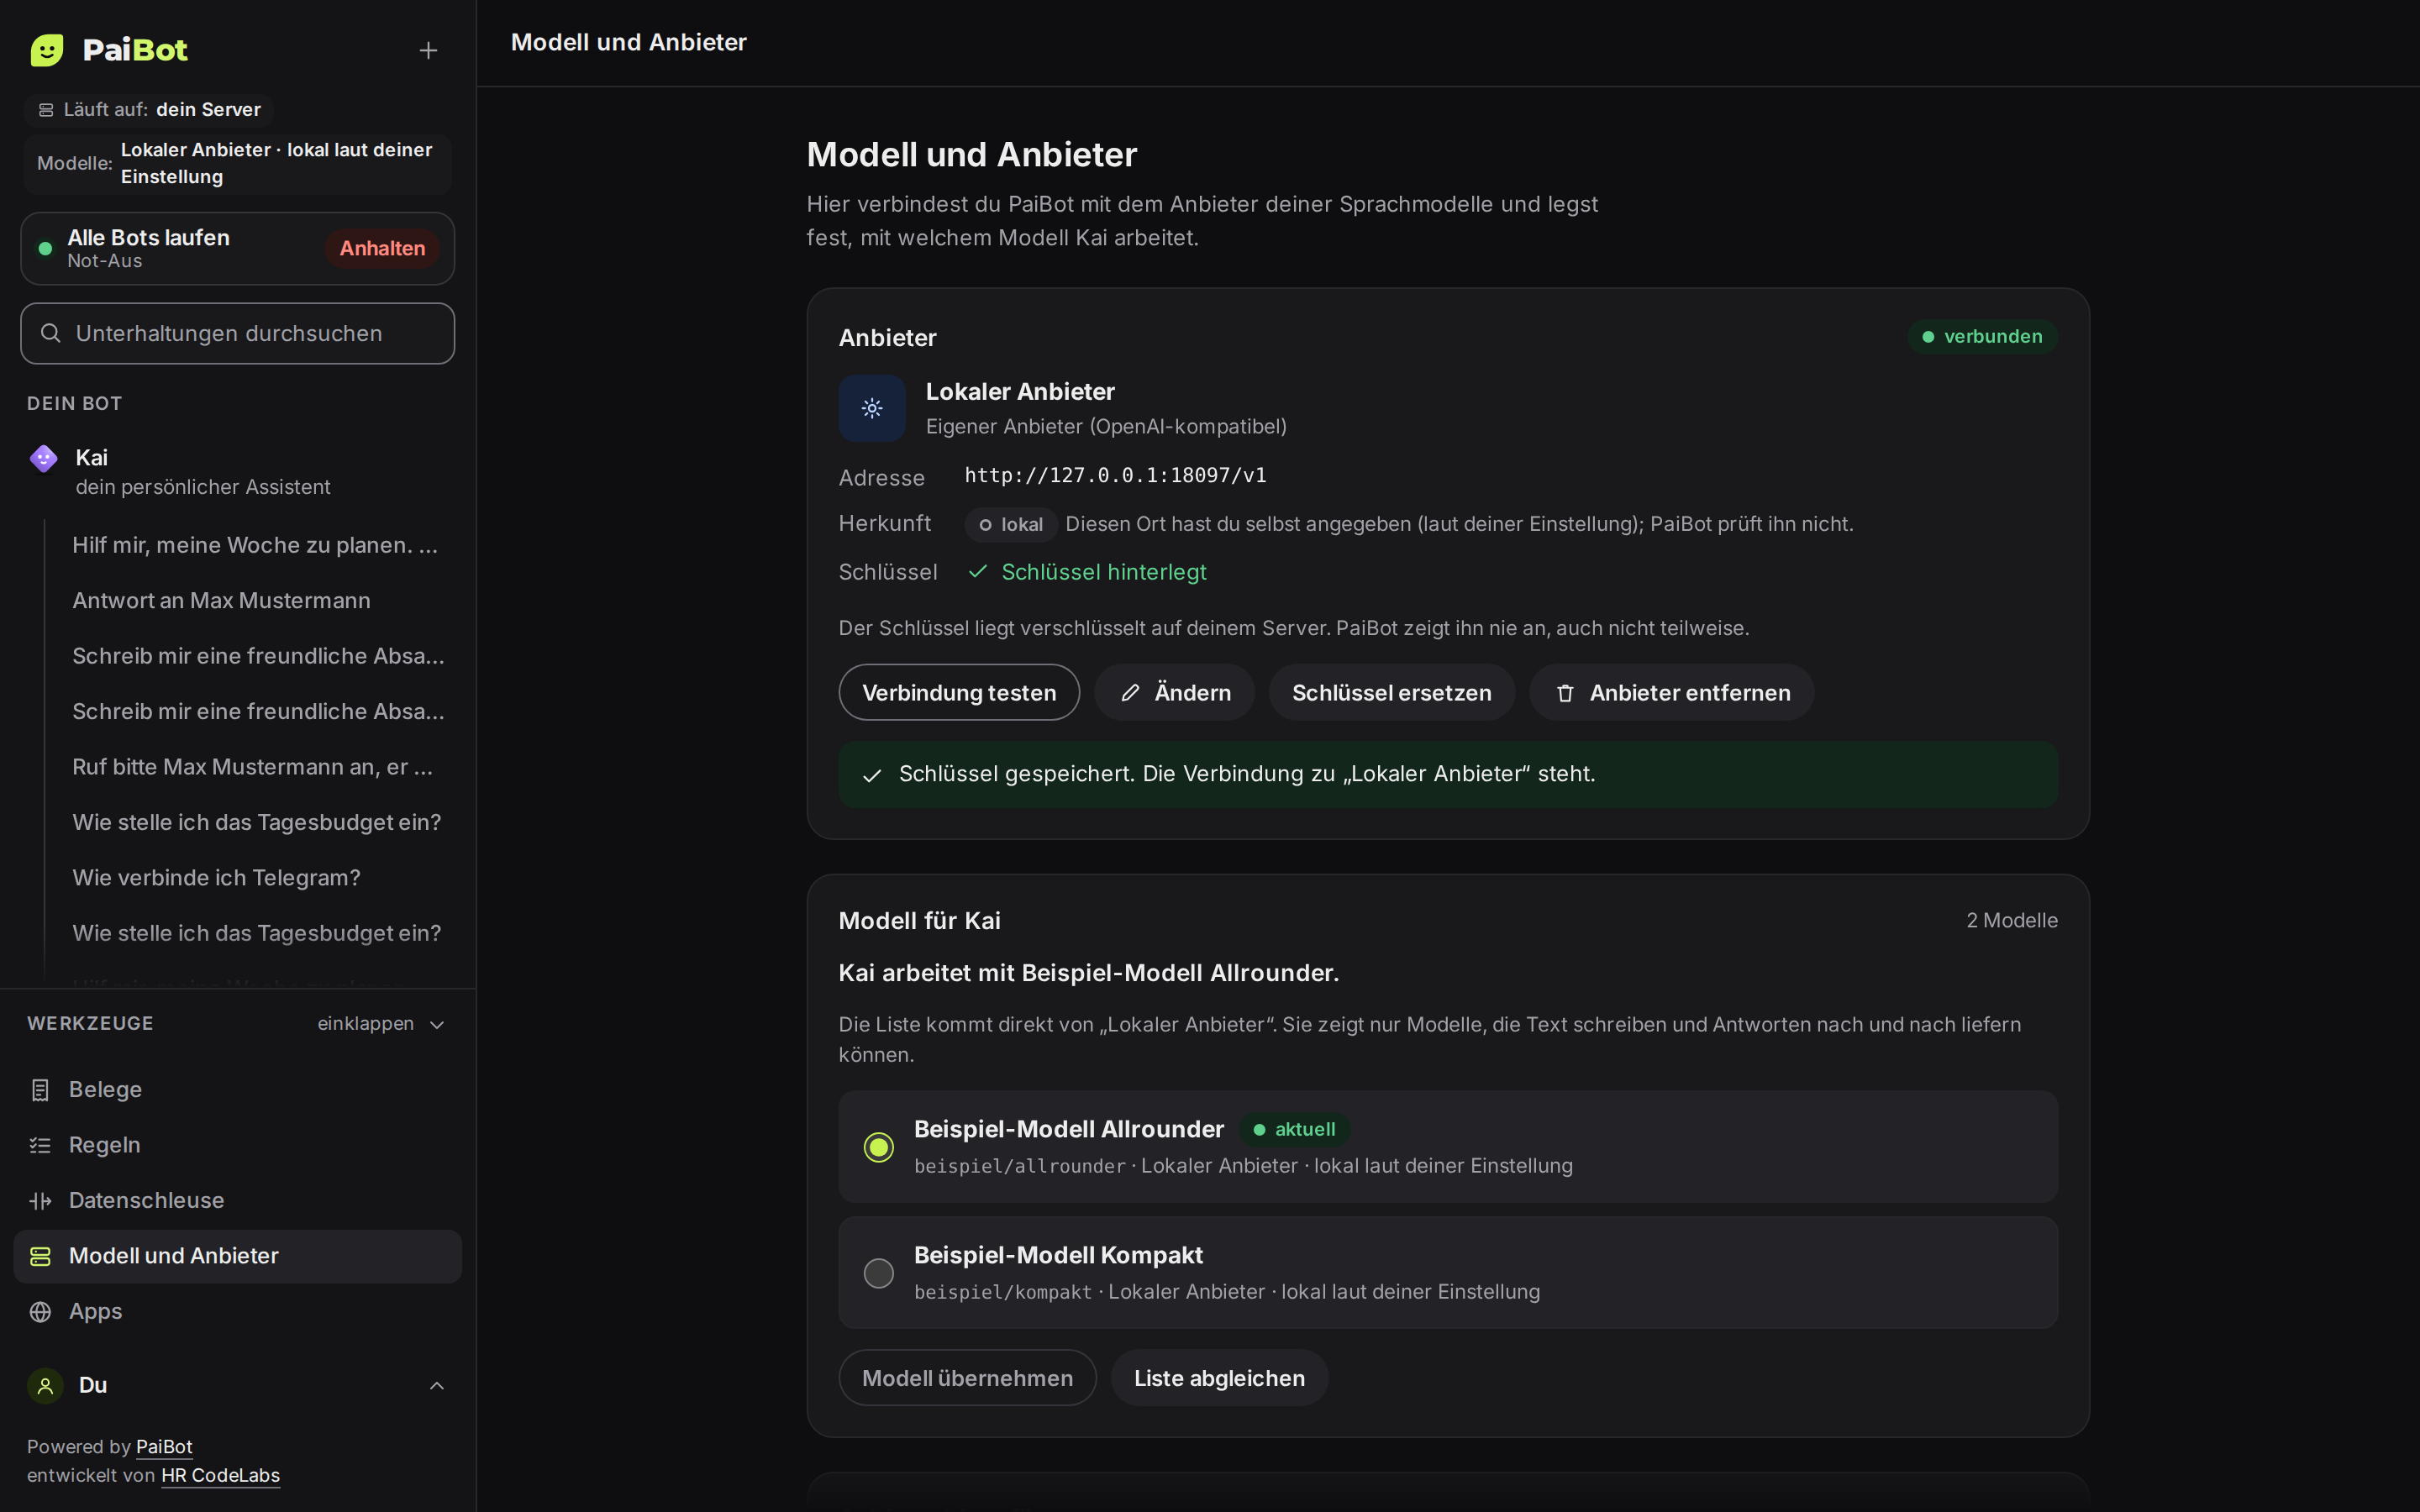 PaiBot
Läuft auf: dein Server
Modelle: Lokaler Anbieter · lokal laut deiner
Einstellung
Alle Bots laufen
Not-Aus
Anhalten
Unterhaltungen durchsuchen
DEIN BOT
Kai
dein persönlicher Assistent
Hilf mir, meine Woche zu planen. ...
Antwort an Max Mustermann
Schreib mir eine freundliche Absa...
Schreib mir eine freundliche Absa...
Ruf bitte Max Mustermann an, er ...
Wie stelle ich das Tagesbudget ein?
Wie verbinde ich Telegram?
Wie stelle ich das Tagesbudget ein?
WERKZEUGE
einklappen
Belege
Regeln
Datenschleuse
Modell und Anbieter
Apps
Du
Powered by PaiBot
entwickelt von HR CodeLabs
Modell und Anbieter
Modell und Anbieter
Hier verbindest du PaiBot mit dem Anbieter deiner Sprachmodelle und legst
fest, mit welchem Modell Kai arbeitet.
Anbieter
verbunden
Lokaler Anbieter
Eigener Anbieter (OpenAI-kompatibel)
Adresse http://127.0.0.1:18097/v1
Herkunft lokal Diesen Ort hast du selbst angegeben (laut deiner Einstellung); PaiBot prüft ihn nicht.
Schlüssel Schlüssel hinterlegt
Der Schlüssel liegt verschlüsselt auf deinem Server. PaiBot zeigt ihn nie an, auch nicht teilweise.
Verbindung testen Ändern Schlüssel ersetzen Anbieter entfernen
Schlüssel gespeichert. Die Verbindung zu „Lokaler Anbieter“ steht.
Modell für Kai
2 Modelle
Kai arbeitet mit Beispiel-Modell Allrounder.
Die Liste kommt direkt von „Lokaler Anbieter“. Sie zeigt nur Modelle, die Text schreiben und Antworten nach und nach liefern
können.
Beispiel-Modell Allrounder aktuell
beispiel/allrounder · Lokaler Anbieter · lokal laut deiner Einstellung
Beispiel-Modell Kompakt
beispiel/kompakt · Lokaler Anbieter · lokal laut deiner Einstellung
Modell übernehmen Liste abgleichen